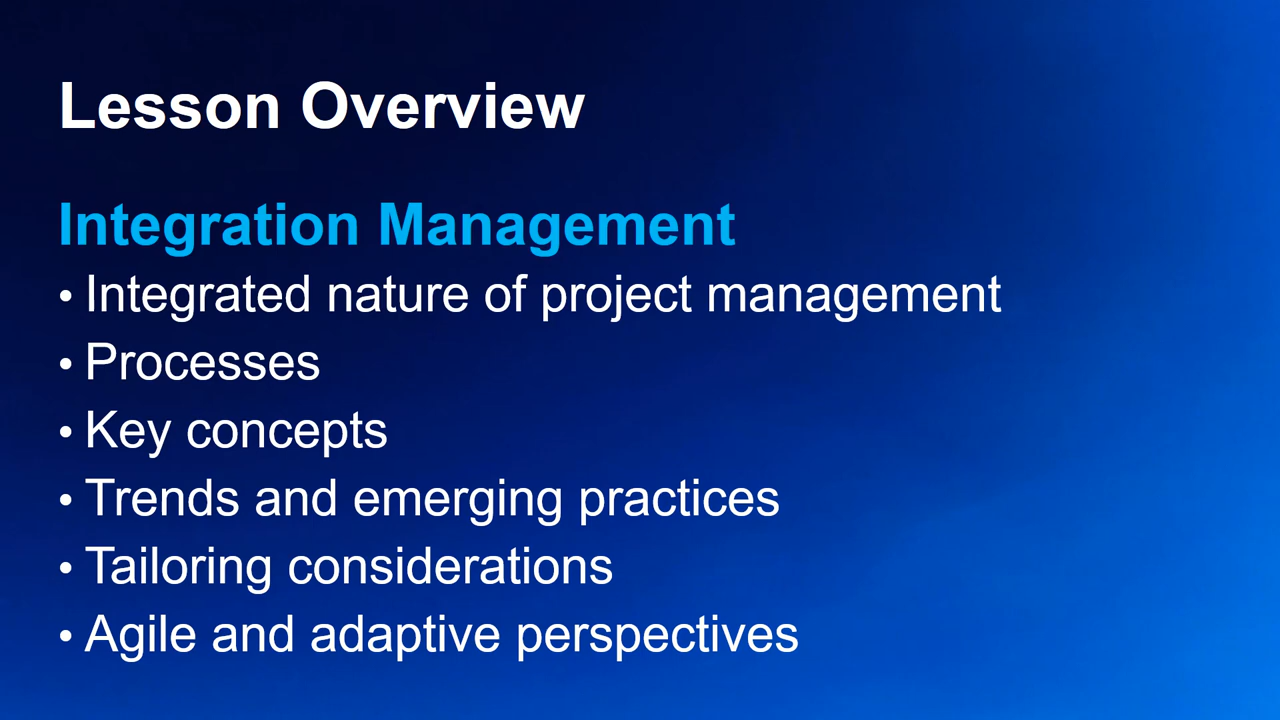 Lesson Overview
Integration Management
• Integrated nature of project management
• Processes
• Key concepts
• Trends and emerging practices
• Tailoring considerations
• Agile and adaptive perspectives